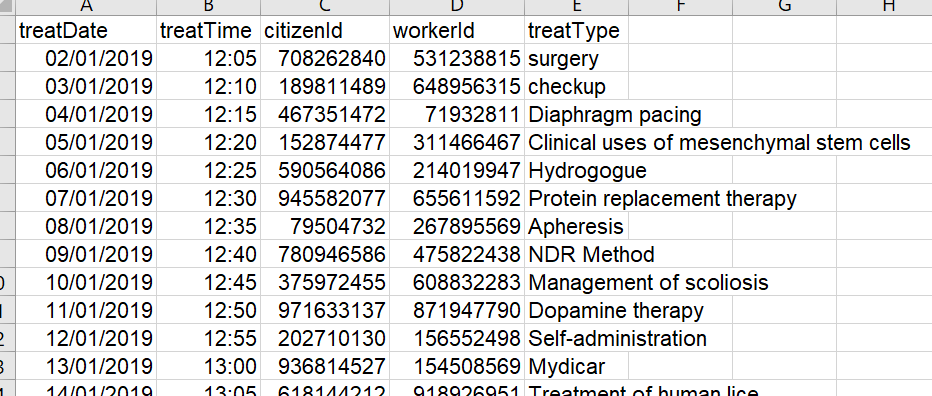 A B C D E F G H
treatDate treatTime citizenId workerId treatType
02/01/2019 12:05 708262840 531238815 surgery
03/01/2019 12:10 189811489 648956315 checkup
04/01/2019 12:15 467351472 71932811 Diaphragm pacing
05/01/2019 12:20 152874477 311466467 Clinical uses of mesenchymal stem cells
06/01/2019 12:25 590564086 214019947 Hydrogogue
07/01/2019 12:30 945582077 655611592 Protein replacement therapy
08/01/2019 12:35 79504732 267895569 Apheresis
09/01/2019 12:40 780946586 475822438 NDR Method
0 10/01/2019 12:45 375972455 608832283 Management of scoliosis
1 11/01/2019 12:50 971633137 871947790 Dopamine therapy
2 12/01/2019 12:55 202710130 156552498 Self-administration
3 13/01/2019 13:00 936814527 154508569 Mydicar
4 14/01/2019 13:05 618144212 918926951 Treatment of human lice